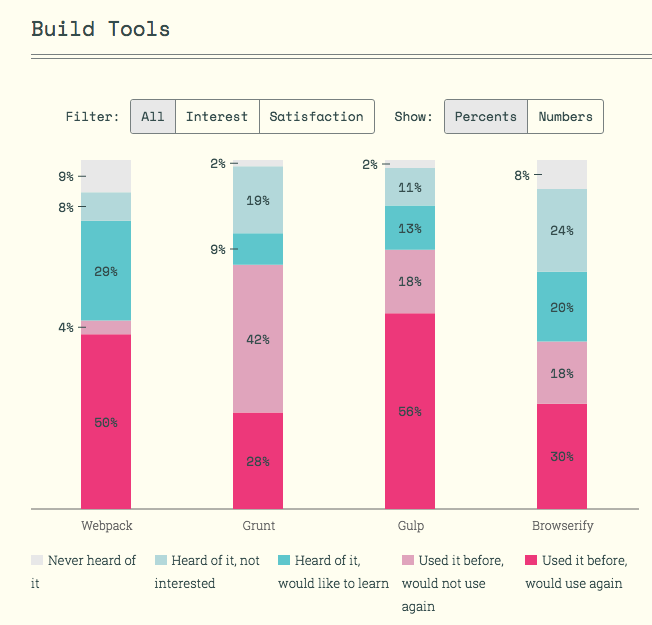 Build Tools
Filter: All Interest Satisfaction Show: Percents Numbers
9% 2% 2% 8%
8% 19% 11% 24%
29% 9% 13% 20%
4% 42% 18% 18%
50% 28% 56% 30%
Webpack Grunt Gulp Browserify
Never heard of it
Heard of it, not interested
Heard of it, would like to learn
Used it before, would not use again
Used it before, would use again